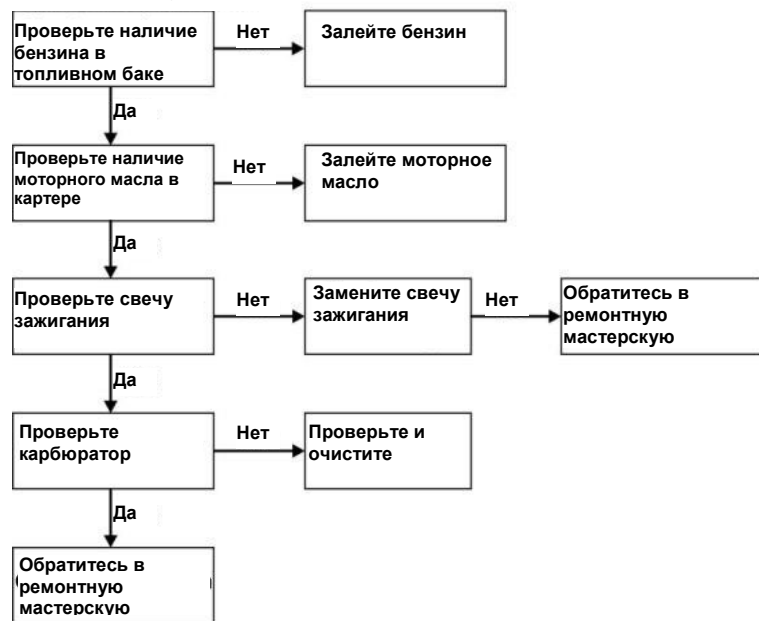 Проверьте наличие
бензина в
топливном баке
Нет
Залейте бензин
Да
Проверьте наличие
моторного масла в
картере
Нет
Залейте моторное
масло
Да
Проверьте свечу
зажигания
Нет
Замените свечу
зажигания
Нет
Обратитесь в
ремонтную
мастерскую
Да
Проверьте
карбюратор
Нет
Проверьте и
очистите
Да
Обратитесь в
ремонтную
мастерскую